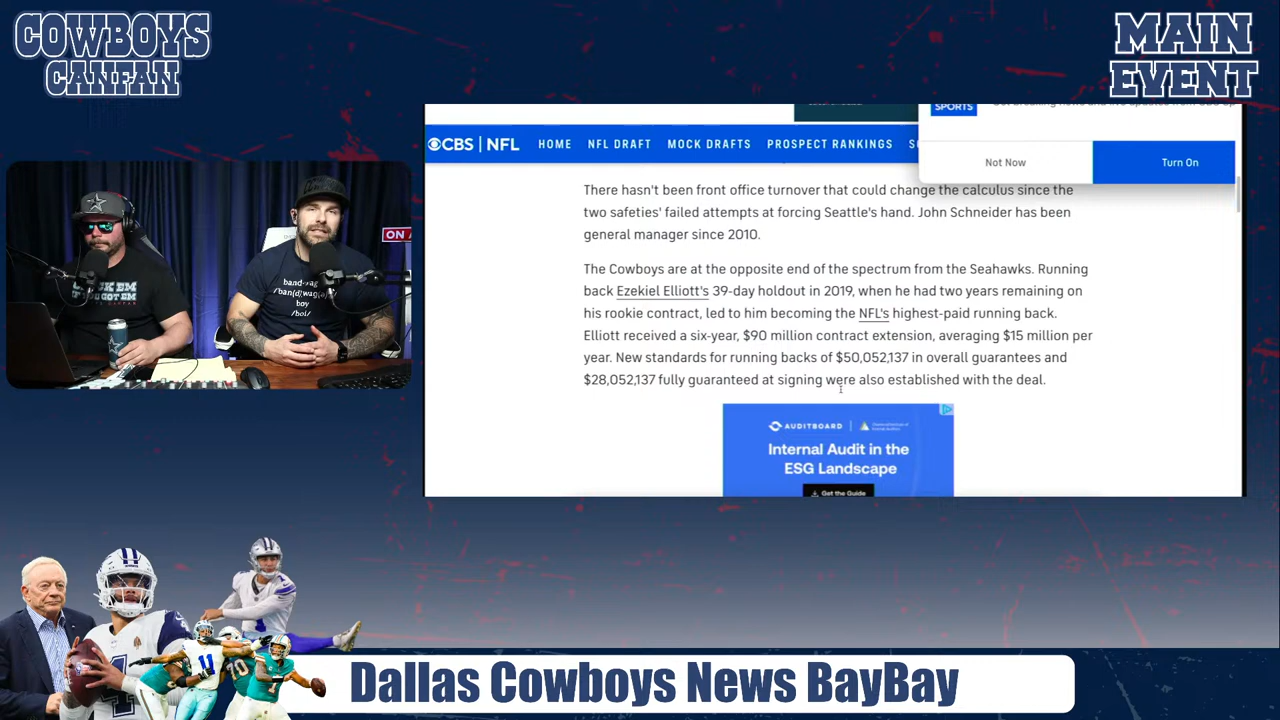 COWBOYS
CANFAN
MAIN
EVENT
SPORTS
CBS | NFL
HOME
NFL DRAFT
MOCK DRAFTS
PROSPECT RANKINGS
Not Now
Turn On
There hasn't been front office turnover that could change the calculus since the
two safeties' failed attempts at forcing Seattle's hand. John Schneider has been
general manager since 2010.
The Cowboys are at the opposite end of the spectrum from the Seahawks. Running
back Ezekiel Elliott's 39-day holdout in 2019, when he had two years remaining on
his rookie contract, led to him becoming the NFL's highest-paid running back.
Elliott received a six-year, $90 million contract extension, averaging $15 million per
year. New standards for running backs of $50,052,137 in overall guarantees and
$28,052,137 fully guaranteed at signing were also established with the deal.
AUDITBOARD
Internal Audit in the
ESG Landscape
Get the Guide
ON
band-wag
/ban(d)wag(ə)
boy
/boi/
Dallas Cowboys News BayBay